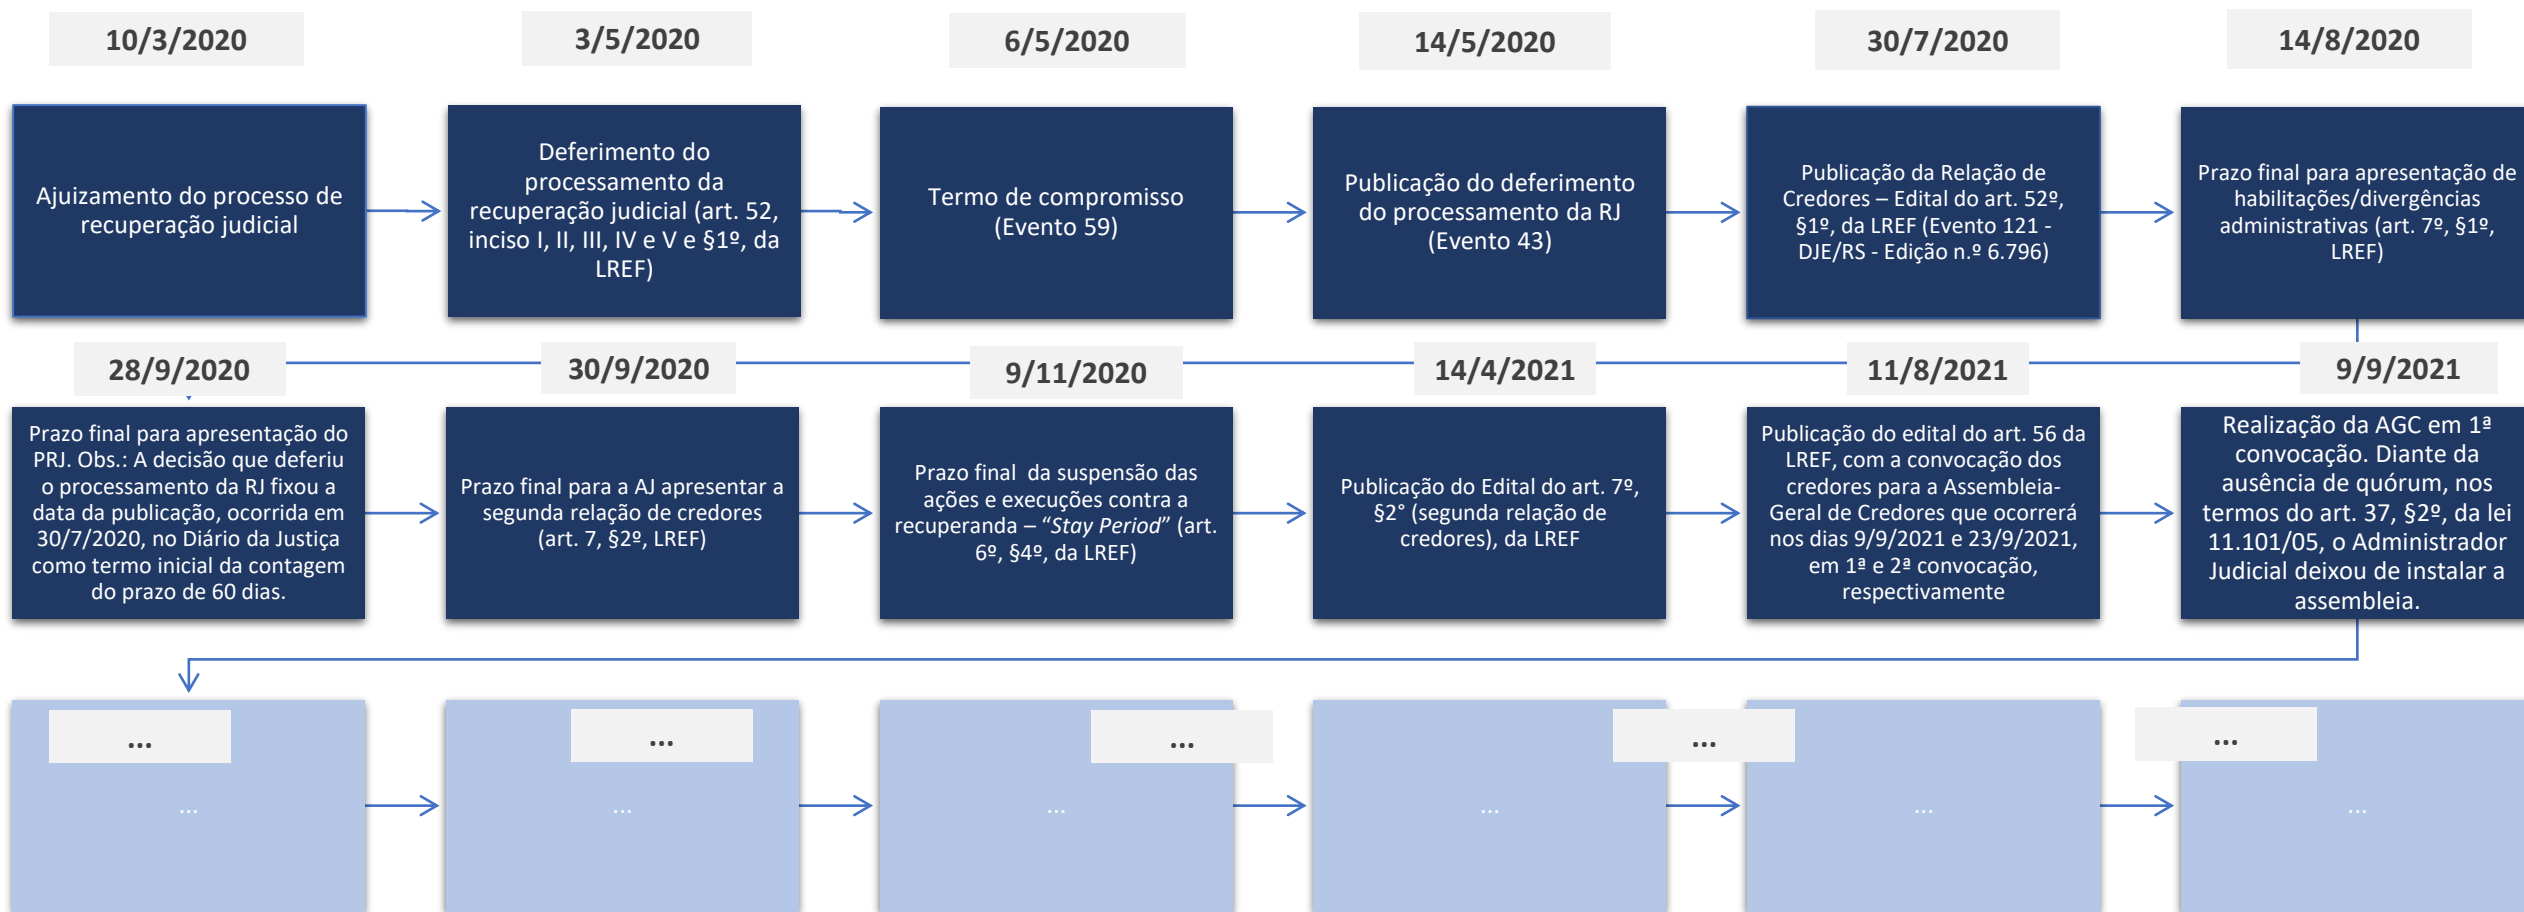 10/3/2020
3/5/2020
6/5/2020
14/5/2020
30/7/2020
14/8/2020
Ajuizamento do processo de
recuperação judicial
Deferimento do
processamento da
recuperação judicial (art. 52,
inciso I, II, III, IV e V e §1º, da
LREF)
Termo de compromisso
(Evento 59)
Publicação do deferimento
do processamento da RJ
(Evento 43)
Publicação da Relação de
Credores – Edital do art. 52º,
§1º, da LREF (Evento 121 -
DJE/RS - Edição n.º 6.796)
Prazo final para apresentação de
habilitações/divergências
administrativas (art. 7º, §1º,
LREF)
28/9/2020
30/9/2020
9/11/2020
14/4/2021
11/8/2021
9/9/2021
Prazo final para apresentação do
PRJ. Obs.: A decisão que deferiu
o processamento da RJ fixou a
data da publicação, ocorrida em
30/7/2020, no Diário da Justiça
como termo inicial da contagem
do prazo de 60 dias.
Prazo final para a AJ apresentar a
segunda relação de credores
(art. 7, §2º, LREF)
Prazo final  da suspensão das
ações e execuções contra a
recuperanda – “Stay Period” (art.
6º, §4º, da LREF)
Publicação do Edital do art. 7º,
§2° (segunda relação de
credores), da LREF
Publicação do edital do art. 56 da
LREF, com a convocação dos
credores para a Assembleia-
Geral de Credores que ocorrerá
nos dias 9/9/2021 e 23/9/2021,
em 1ª e 2ª convocação,
respectivamente
Realização da AGC em 1ª
convocação. Diante da
ausência de quórum, nos
termos do art. 37, §2º, da lei
11.101/05, o Administrador
Judicial deixou de instalar a
assembleia.
...
...
...
...
...
...
...
...
...
...
...